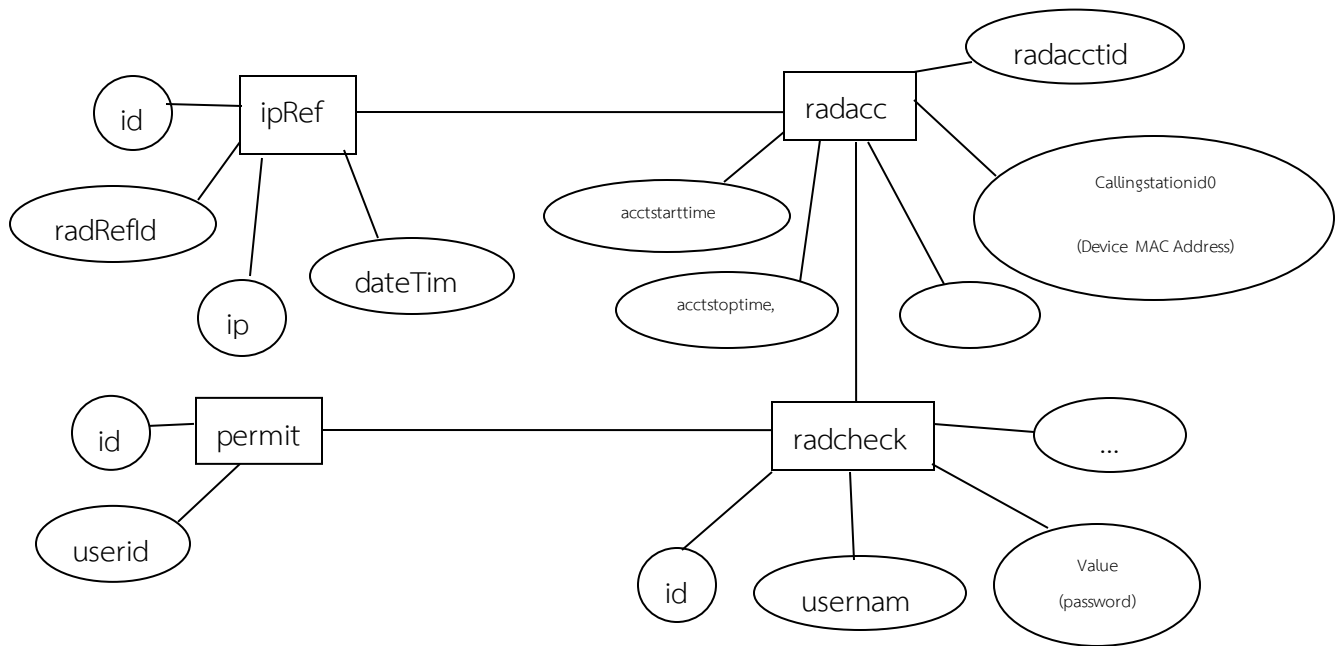 radacctid
ipRef
radacc
id
Callingstationid0
(Device MAC Address)
radRefId
acctstarttime
dateTim
acctstoptime,
ip
permit
radcheck
id
...
userid
id
usernam
Value
(password)